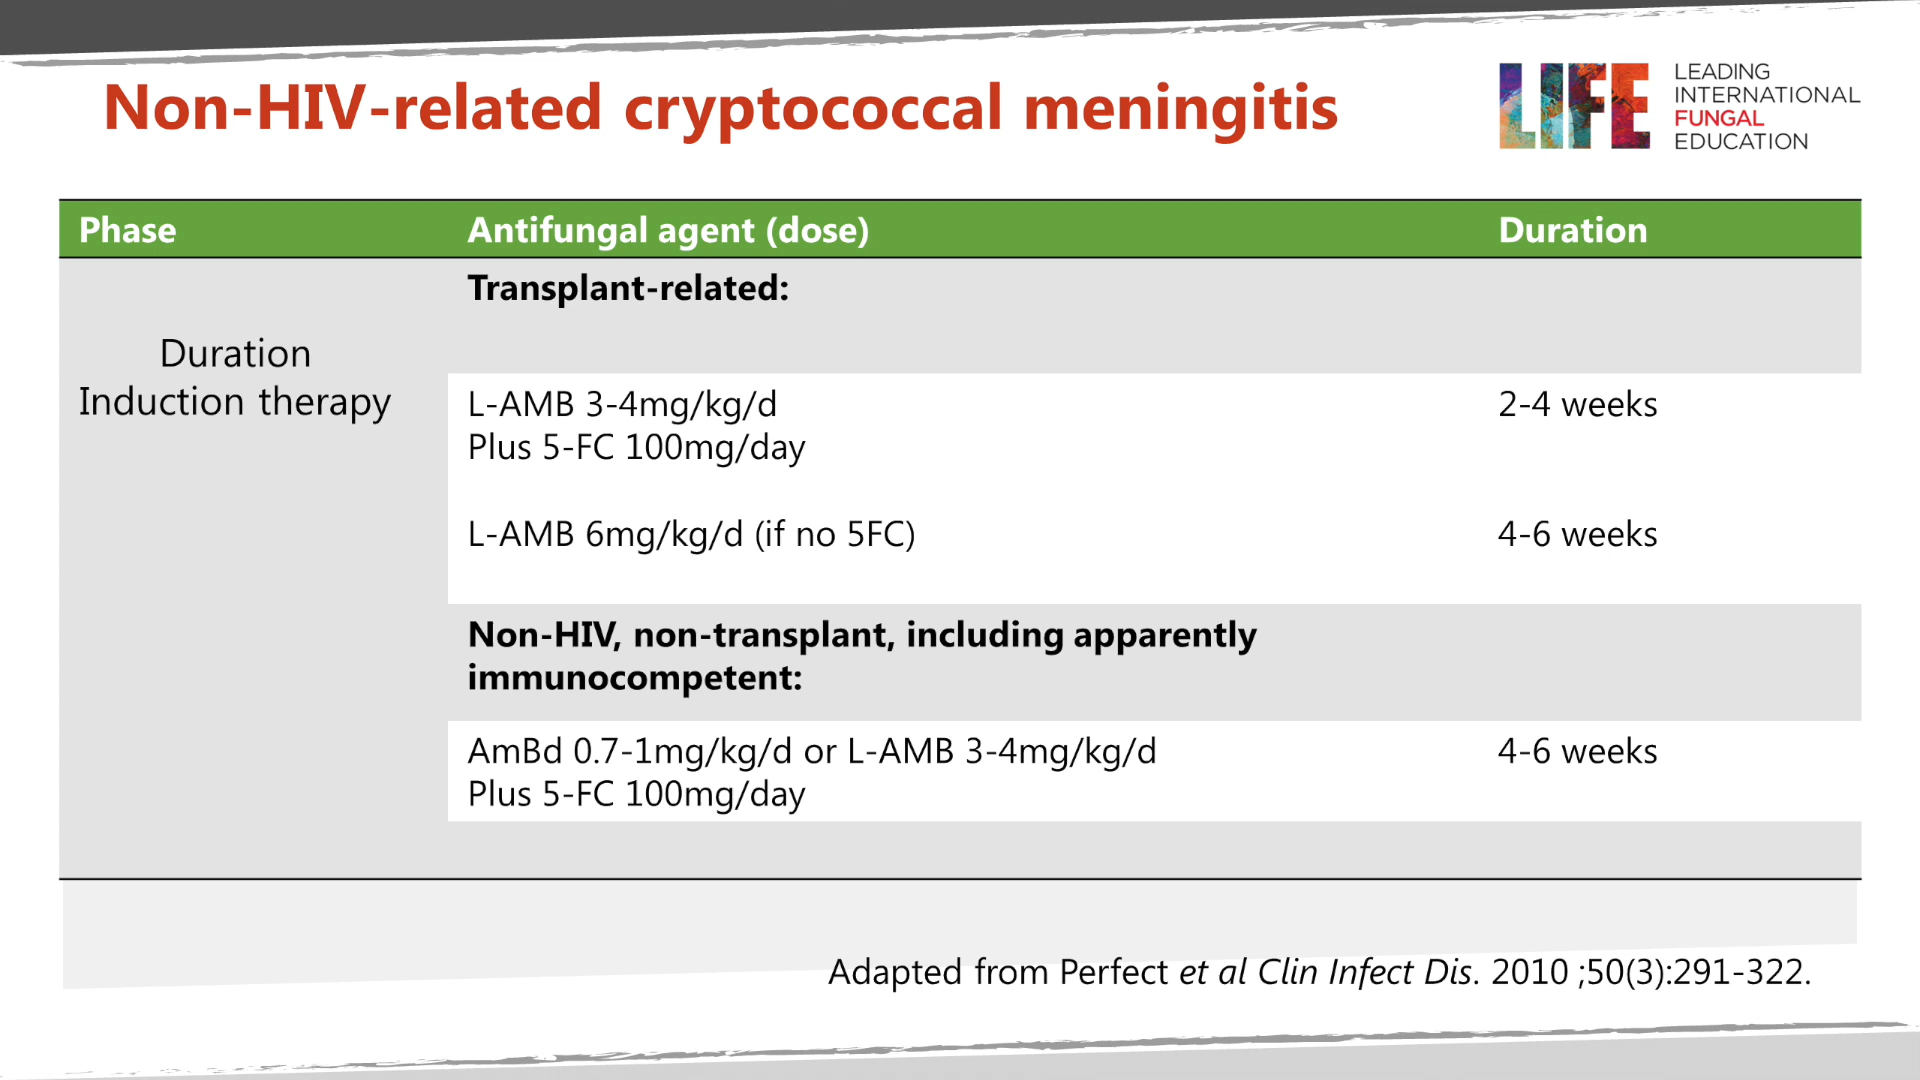 Non-HIV-related cryptococcal meningitis
LIFE
LEADING
INTERNATIONAL
FUNGAL
EDUCATION
Phase
Antifungal agent (dose)
Duration
Transplant-related:
Duration
Induction therapy
L-AMB 3-4mg/kg/d
2-4 weeks
Plus 5-FC 100mg/day
L-AMB 6mg/kg/d (if no 5FC)
4-6 weeks
Non-HIV, non-transplant, including apparently
immunocompetent:
AmBd 0.7-1mg/kg/d or L-AMB 3-4mg/kg/d
4-6 weeks
Plus 5-FC 100mg/day
Adapted from Perfect et al Clin Infect Dis. 2010 ;50(3):291-322.